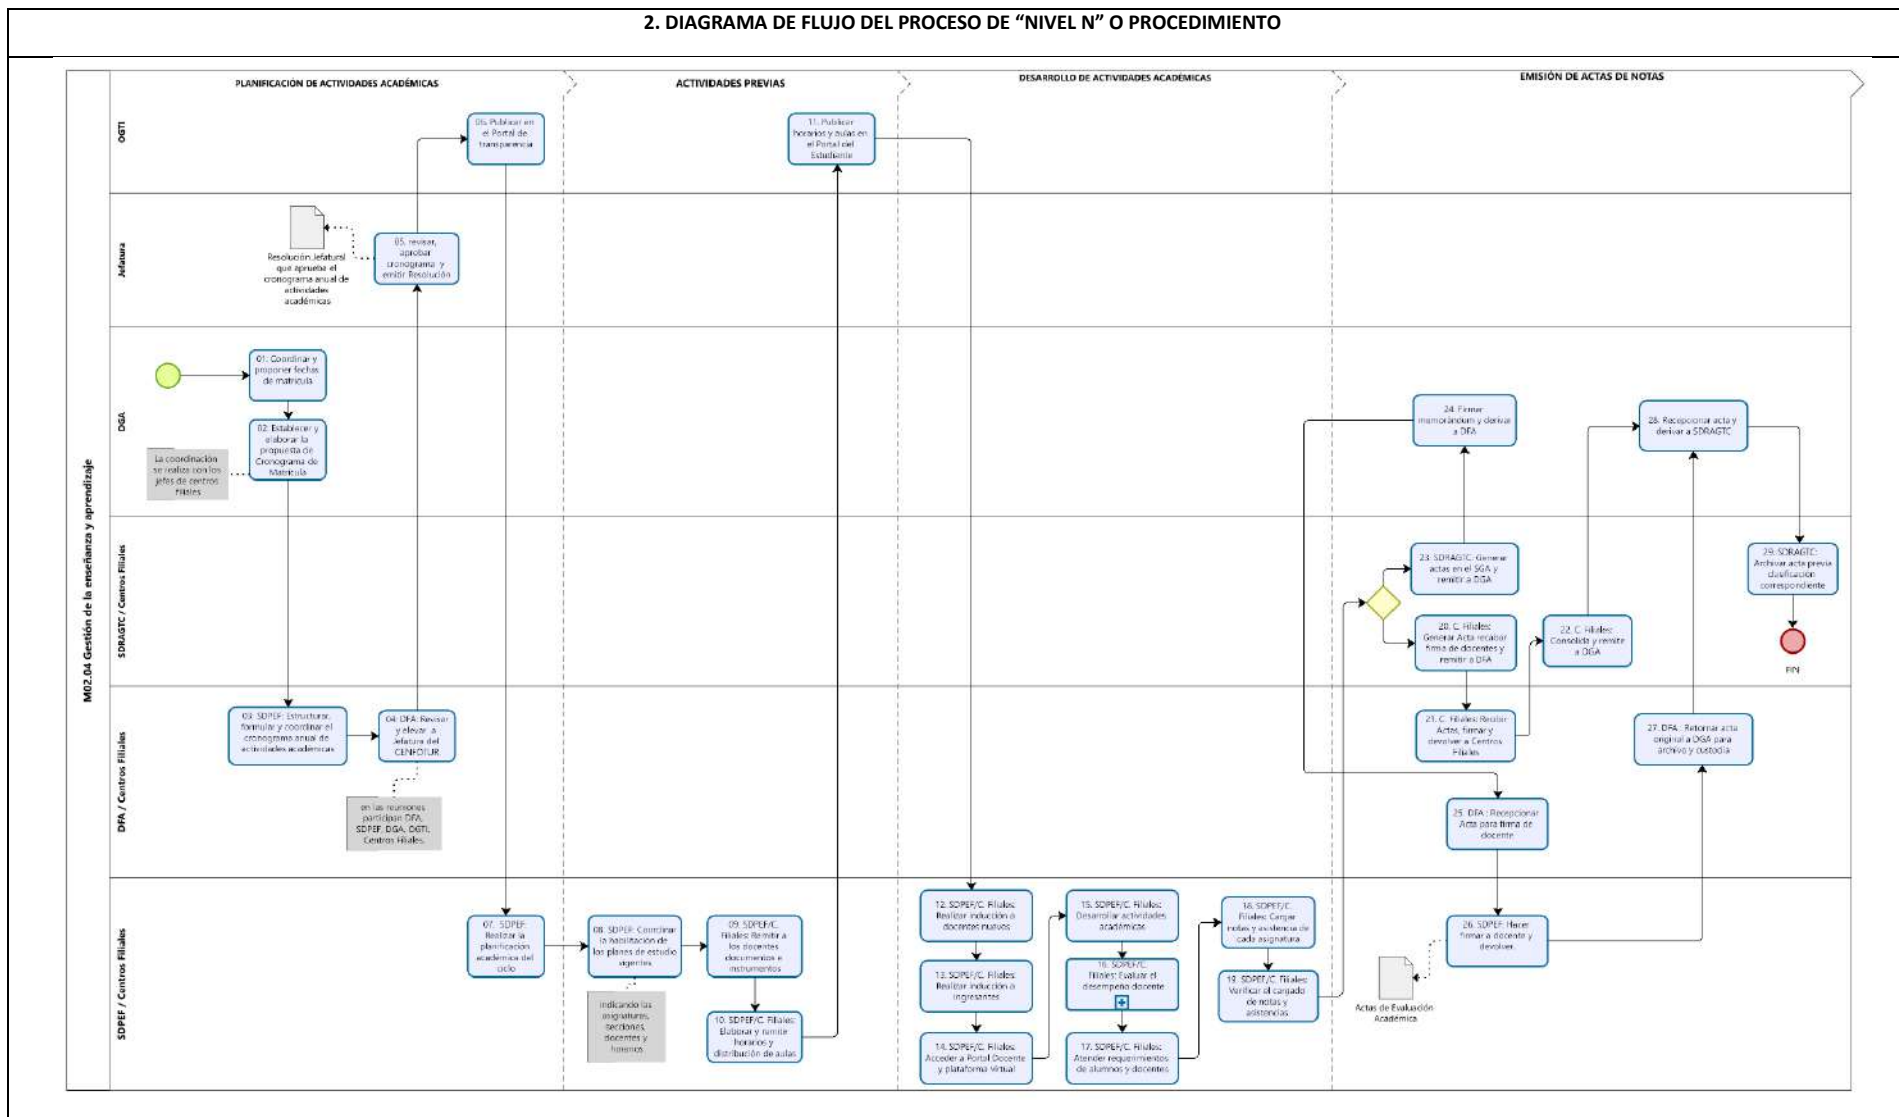 2. DIAGRAMA DE FLUJO DEL PROCESO DE “NIVEL N” O PROCEDIMIENTO
PLANIFICACIÓN DE ACTIVIDADES ACADÉMICAS
ACTIVIDADES PREVIAS
DESARROLLO DE ACTIVIDADES ACADÉMICAS
EMISIÓN DE ACTAS DE NOTAS
M02.04 Gestión de la enseñanza y aprendizaje
OGTI
06. Publicar en
el Portal de
transparencia
11. Publicar
horarios y aulas en
el Portal del
Estudiante
Jefatura
Resolución Jefatural
que aprueba el
cronograma anual de
actividades
académicas
05. revisar,
aprobar
cronograma y
emitir Resolución
DGA
01: Coordinar y
proponer fechas
de matrícula
02: Establecer y
elaborar la
propuesta de
Cronograma de
Matrícula
La coordinación
se realiza con los
jefes de centros
Filiales
24. Firmar
memorándum y derivar
a DFA
28. Recepcionar acta y
derivar a SDRAGTC
SDRAGTC / Centros Filiales
23. SDRAGTC: Generar
actas en el SGA y
remitir a DGA
20. C. Filiales:
Generar Acta recabar
firma de docentes y
remitir a DFA
22. C. Filiales:
Consolida y remite
a DGA
29. SDRAGTC:
Archivar acta previa
clasificación
correspondiente
FIN
DFA / Centros Filiales
03: SDPEF: Estructurar,
formular y coordinar el
cronograma anual de
actividades académicas
04: DFA: Revisar
y elevar a
Jefatura del
CENFOTUR
en las reuniones
participan DFA,
SDPEF, DGA, OGTI,
Centros Filiales.
21. C. Filiales: Recibir
Actas, firmar y
devolver a Centros
Filiales
27. DFA : Retornar acta
original a DGA para
archivo y custodia
25. DFA : Recepcionar
Acta para firma de
docente
SDPEF / Centros Filiales
07. SDPEF:
Realizar la
planificación
académica del
ciclo
08. SDPEF: Coordinar
la habilitación de
los planes de estudio
vigentes
Indicando las
asignaturas,
secciones,
docentes y
horarios
09: SDPEF/C.
Filiales: Remitir a
los docentes
documentos e
instrumentos
10. SDPEF/C. Filiales:
Elaborar y remite
horarios y
distribución de aulas
12. SDPEF/C. Filiales:
Realizar inducción a
docentes nuevos
13. SDPEF/C. Filiales:
Realizar inducción a
ingresantes
14. SDPEF/C. Filiales:
Acceder a Portal Docente
y plataforma Virtual
15. SDPEF/C. Filiales:
Desarrollar actividades
académicas
16. SDPEF/C.
Filiales: Evaluar el
desempeño docente
17. SDPEF/C. Filiales:
Atender requerimientos
de alumnos y docentes
18. SDPEF/C.
Filiales: Cargar
notas y asistencia de
cada asignatura
19. SDPEF/C. Filiales:
Verificar el cargado
de notas y
asistencias
26. SDPEF: Hacer
firmar a docente y
devolver.
Actas de Evaluación
Académica